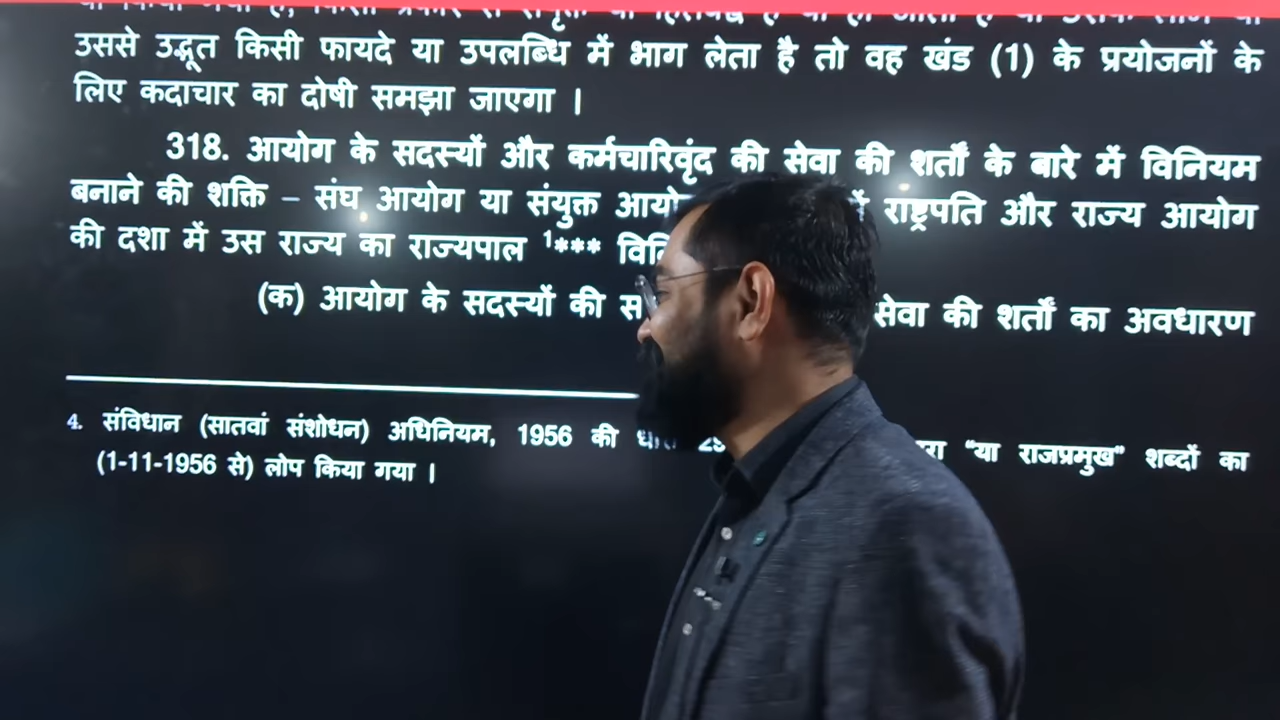 उससे उद्भूत किसी फायदे या उपलब्धि में भाग लेता है तो वह खंड (1) के प्रयोजनों के
लिए कदाचार का दोषी समझा जाएगा ।
318. आयोग के सदस्यों और कर्मचारिवृंद की सेवा की शर्तों के बारे में विनियम
बनाने की शक्ति – संघ आयोग या संयुक्त राष्ट्रपति और राज्य आयोग
की दशा में उस राज्य का राज्यपाल ¹***
(क) आयोग के सदस्यों की सेवा की शर्तों का अवधारण
4. संविधान (सातवां संशोधन) अधिनियम, 1956 की "या राजप्रमुख" शब्दों का
(1-11-1956 से) लोप किया गया ।